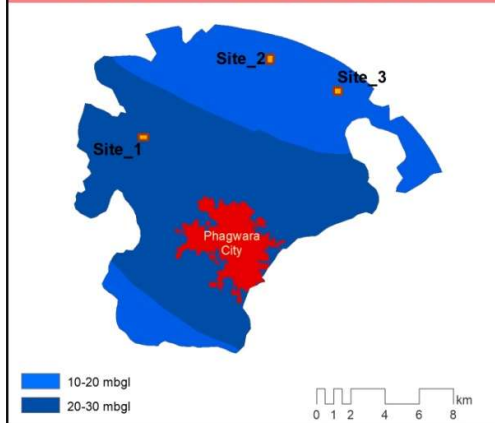 Site_2
Site_3
Site_1
Phagwara
City
10-20 mbgl
20-30 mbgl
km
0 1 2 4 6 8